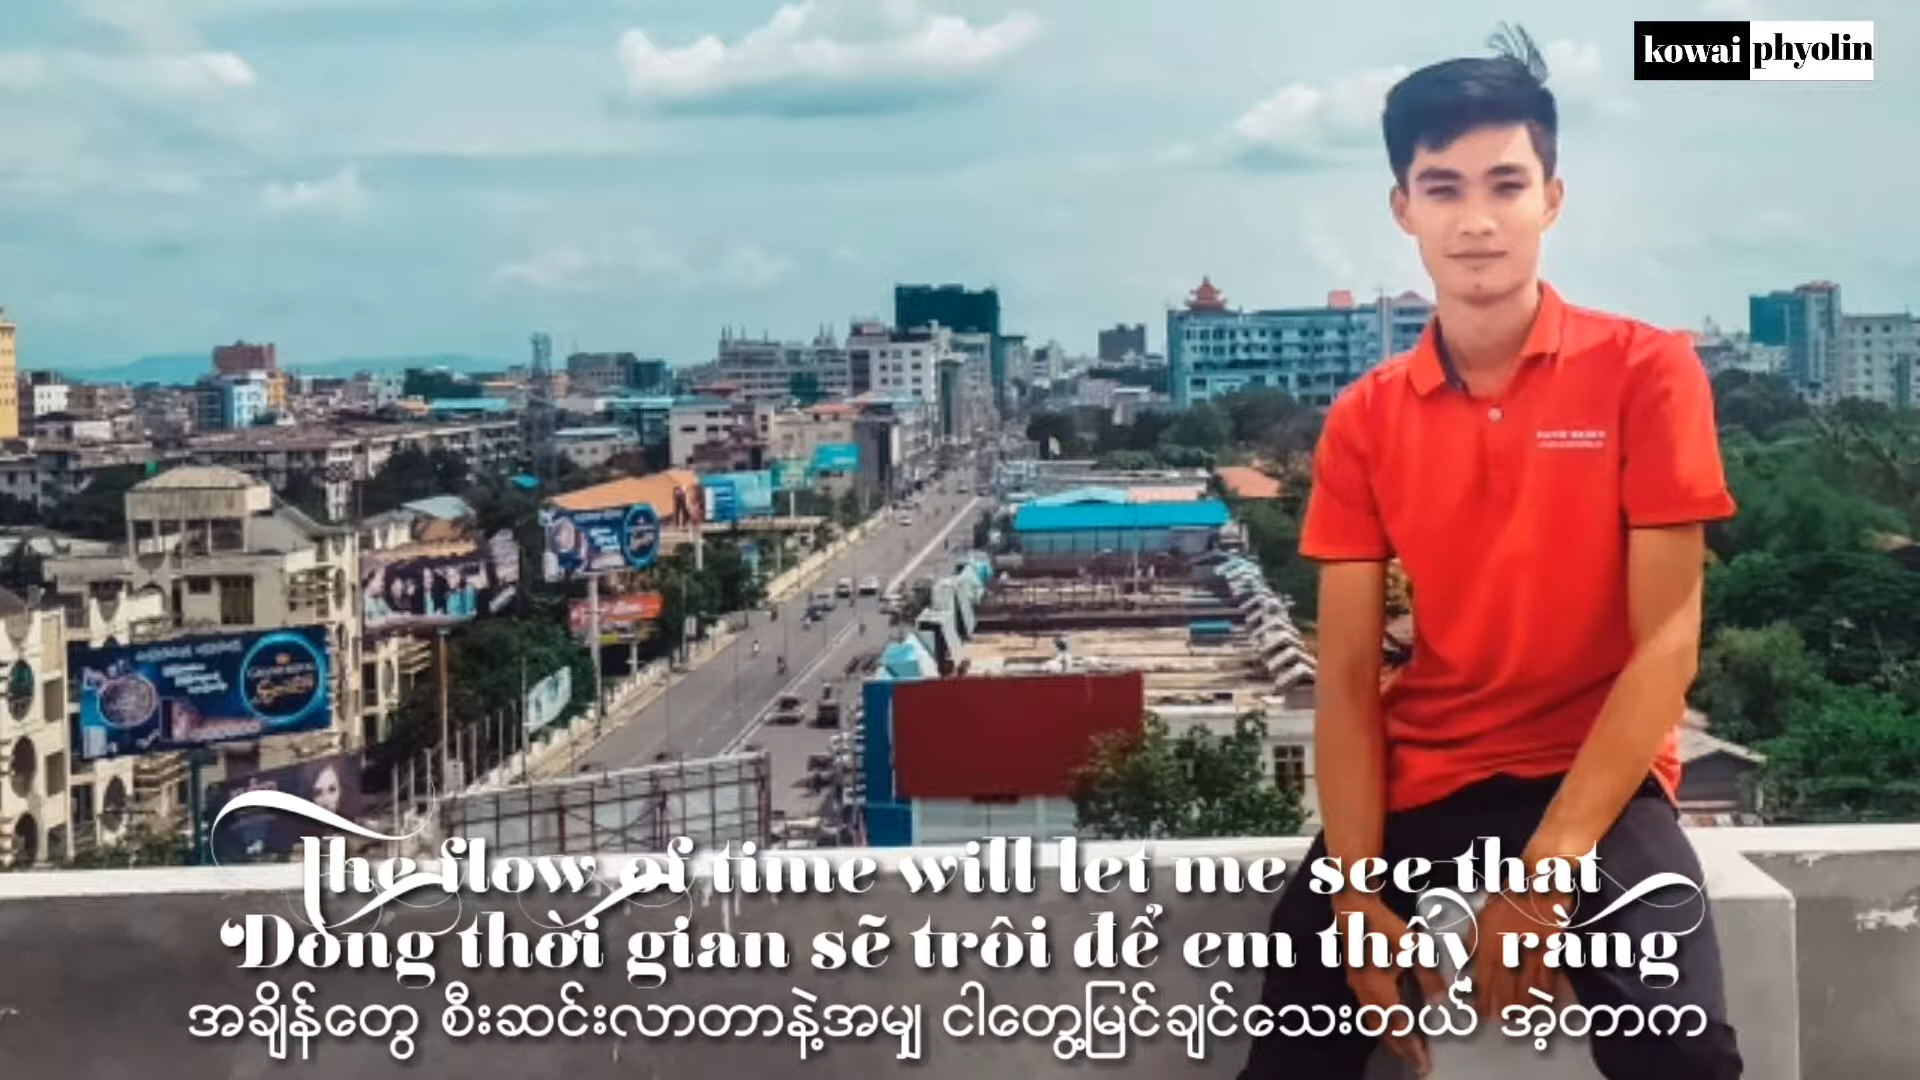 kowai phyolin
The flow of time will let me see that
Dòng thời gian sẽ trôi để em thấy rằng
အချိန်တွေ စီးဆင်းလာတာနဲ့အမျှ ငါတွေ့မြင်ချင်သေးတယ် အဲ့တာက